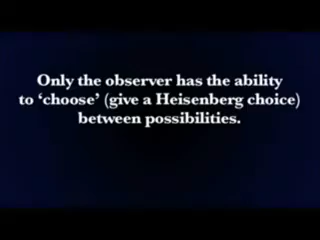 Only the observer has the ability
to ‘choose’ (give a Heisenberg choice)
between possibilities.